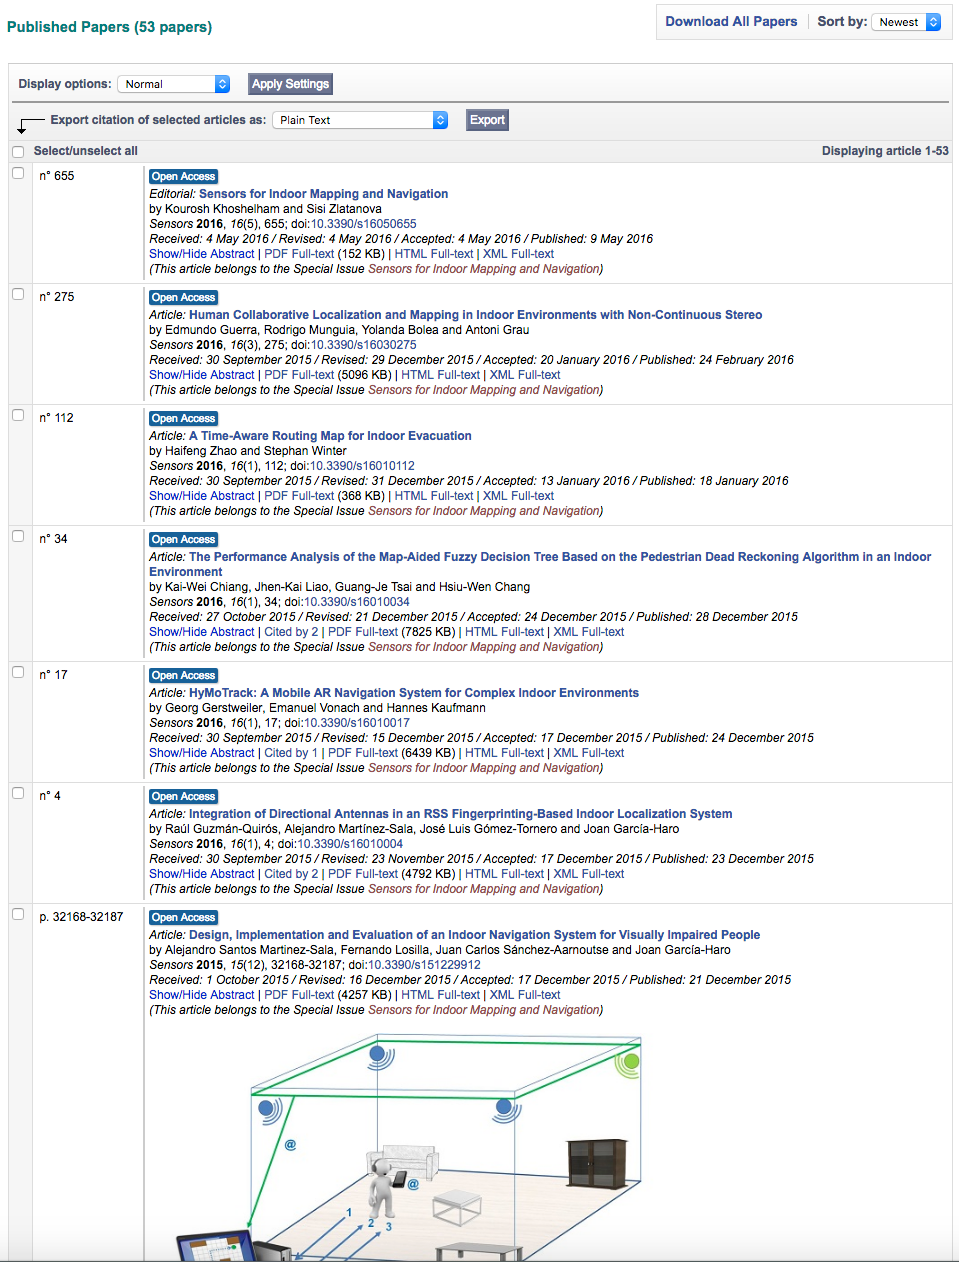 Published Papers (53 papers)
Download All Papers Sort by: Newest
Display options: Normal Apply Settings
Export citation of selected articles as: Plain Text Export
Select/unselect all Displaying article 1-53
n° 655 Open Access
Editorial: Sensors for Indoor Mapping and Navigation
by Kourosh Khoshelham and Sisi Zlatanova
Sensors 2016, 16(5), 655; doi:10.3390/s16050655
Received: 4 May 2016 / Revised: 4 May 2016 / Accepted: 4 May 2016 / Published: 9 May 2016
Show/Hide Abstract | PDF Full-text (152 KB) | HTML Full-text | XML Full-text
(This article belongs to the Special Issue Sensors for Indoor Mapping and Navigation)
n° 275 Open Access
Article: Human Collaborative Localization and Mapping in Indoor Environments with Non-Continuous Stereo
by Edmundo Guerra, Rodrigo Munguia, Yolanda Bolea and Antoni Grau
Sensors 2016, 16(3), 275; doi:10.3390/s16030275
Received: 30 September 2015 / Revised: 29 December 2015 / Accepted: 20 January 2016 / Published: 24 February 2016
Show/Hide Abstract | PDF Full-text (5096 KB) | HTML Full-text | XML Full-text
(This article belongs to the Special Issue Sensors for Indoor Mapping and Navigation)
n° 112 Open Access
Article: A Time-Aware Routing Map for Indoor Evacuation
by Haifeng Zhao and Stephan Winter
Sensors 2016, 16(1), 112; doi:10.3390/s16010112
Received: 30 September 2015 / Revised: 31 December 2015 / Accepted: 13 January 2016 / Published: 18 January 2016
Show/Hide Abstract | PDF Full-text (368 KB) | HTML Full-text | XML Full-text
(This article belongs to the Special Issue Sensors for Indoor Mapping and Navigation)
n° 34 Open Access
Article: The Performance Analysis of the Map-Aided Fuzzy Decision Tree Based on the Pedestrian Dead Reckoning Algorithm in an Indoor
Environment
by Kai-Wei Chiang, Jhen-Kai Liao, Guang-Je Tsai and Hsiu-Wen Chang
Sensors 2016, 16(1), 34; doi:10.3390/s16010034
Received: 27 October 2015 / Revised: 21 December 2015 / Accepted: 24 December 2015 / Published: 28 December 2015
Show/Hide Abstract | Cited by 2 | PDF Full-text (7825 KB) | HTML Full-text | XML Full-text
(This article belongs to the Special Issue Sensors for Indoor Mapping and Navigation)
n° 17 Open Access
Article: HyMoTrack: A Mobile AR Navigation System for Complex Indoor Environments
by Georg Gerstweiler, Emanuel Vonach and Hannes Kaufmann
Sensors 2016, 16(1), 17; doi:10.3390/s16010017
Received: 30 September 2015 / Revised: 15 December 2015 / Accepted: 17 December 2015 / Published: 24 December 2015
Show/Hide Abstract | Cited by 1 | PDF Full-text (6439 KB) | HTML Full-text | XML Full-text
(This article belongs to the Special Issue Sensors for Indoor Mapping and Navigation)
n° 4 Open Access
Article: Integration of Directional Antennas in an RSS Fingerprinting-Based Indoor Localization System
by Raúl Guzmán-Quirós, Alejandro Martínez-Sala, José Luis Gómez-Tornero and Joan García-Haro
Sensors 2016, 16(1), 4; doi:10.3390/s16010004
Received: 30 September 2015 / Revised: 23 November 2015 / Accepted: 17 December 2015 / Published: 23 December 2015
Show/Hide Abstract | Cited by 2 | PDF Full-text (4792 KB) | HTML Full-text | XML Full-text
(This article belongs to the Special Issue Sensors for Indoor Mapping and Navigation)
p. 32168-32187 Open Access
Article: Design, Implementation and Evaluation of an Indoor Navigation System for Visually Impaired People
by Alejandro Santos Martinez-Sala, Fernando Losilla, Juan Carlos Sánchez-Aarnoutse and Joan García-Haro
Sensors 2015, 15(12), 32168-32187; doi:10.3390/s151229912
Received: 1 October 2015 / Revised: 16 December 2015 / Accepted: 17 December 2015 / Published: 21 December 2015
Show/Hide Abstract | PDF Full-text (4257 KB) | HTML Full-text | XML Full-text
(This article belongs to the Special Issue Sensors for Indoor Mapping and Navigation)
@
@
1
2
3